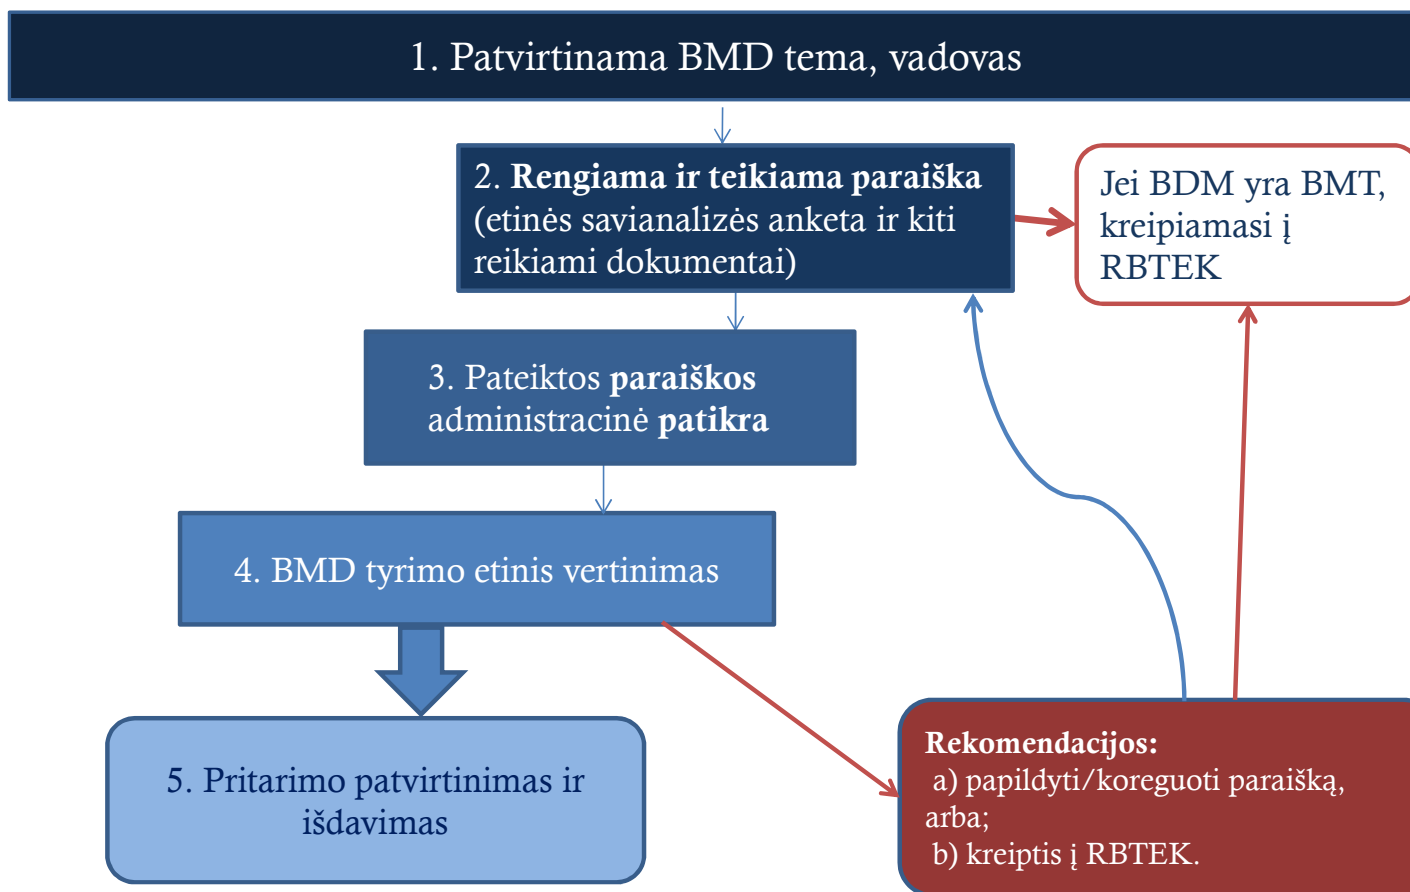 1. Patvirtinama BMD tema, vadovas
2. Rengiama ir teikiama paraiška
(etinės savianalizės anketa ir kiti
reikiami dokumentai)
Jei BDM yra BMT,
kreipiamasi į
RBTEK
3. Pateiktos paraiškos
administracinė patikra
4. BMD tyrimo etinis vertinimas
5. Pritarimo patvirtinimas ir
išdavimas
Rekomendacijos:
a) papildyti/koreguoti paraišką,
arba;
b) kreiptis į RBTEK.